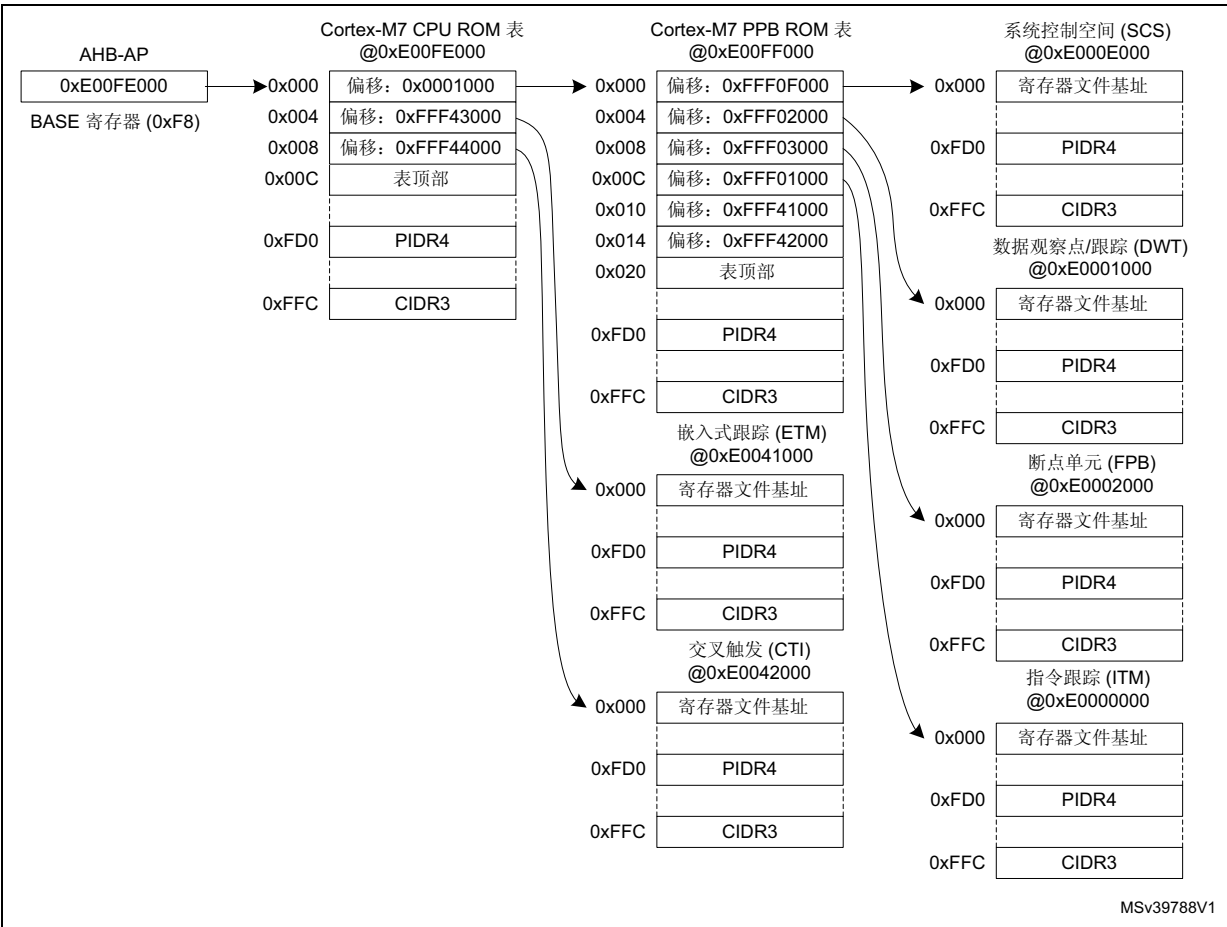 AHB-AP
0xE00FE000
BASE 寄存器 (0xF8)
Cortex-M7 CPU ROM 表
@0xE00FE000
0x000 偏移：0x0001000
0x004 偏移：0xFFF43000
0x008 偏移：0xFFF44000
0x00C 表顶部
0xFD0 PIDR4
0xFFC CIDR3
Cortex-M7 PPB ROM 表
@0xE00FF000
0x000 偏移：0xFFF0F000
0x004 偏移：0xFFF02000
0x008 偏移：0xFFF03000
0x00C 偏移：0xFFF01000
0x010 偏移：0xFFF41000
0x014 偏移：0xFFF42000
0x020 表顶部
0xFD0 PIDR4
0xFFC CIDR3
嵌入式跟踪 (ETM)
@0xE0041000
0x000 寄存器文件基址
0xFD0 PIDR4
0xFFC CIDR3
交叉触发 (CTI)
@0xE0042000
0x000 寄存器文件基址
0xFD0 PIDR4
0xFFC CIDR3
系统控制空间 (SCS)
@0xE000E000
0x000 寄存器文件基址
0xFD0 PIDR4
0xFFC CIDR3
数据观察点/跟踪 (DWT)
@0xE0001000
0x000 寄存器文件基址
0xFD0 PIDR4
0xFFC CIDR3
断点单元 (FPB)
@0xE0002000
0x000 寄存器文件基址
0xFD0 PIDR4
0xFFC CIDR3
指令跟踪 (ITM)
@0xE0000000
0x000 寄存器文件基址
0xFD0 PIDR4
0xFFC CIDR3
MSv39788V1